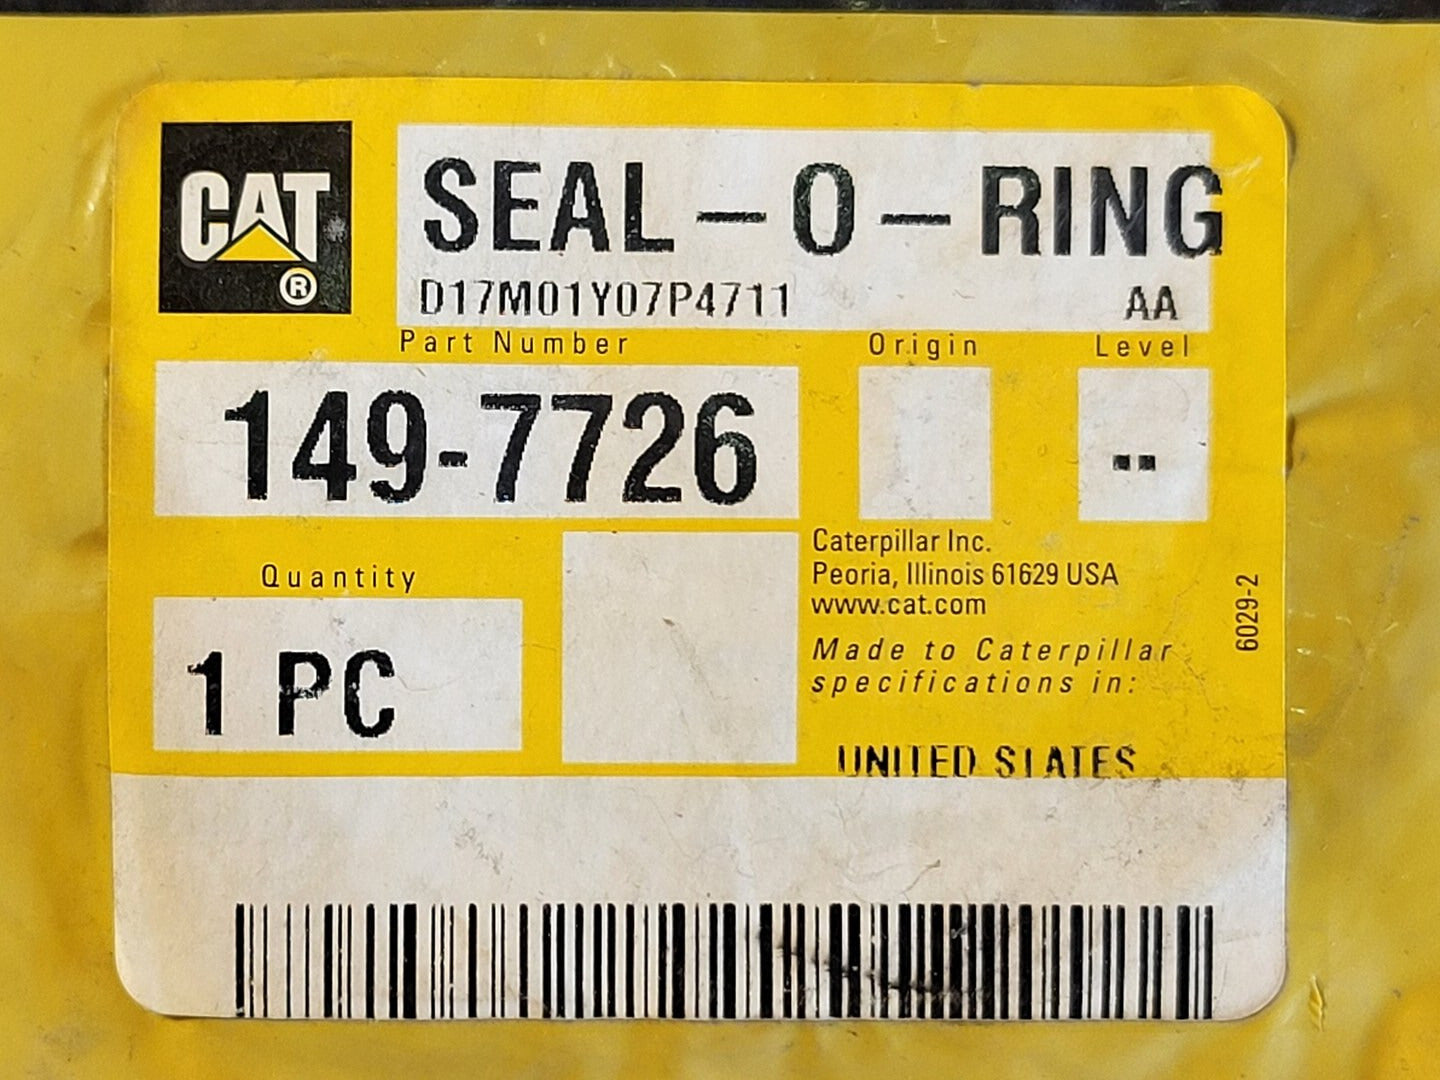 CAT
®
SEAL-O-RING
D17M01Y07P4711 AA
Part Number Origin Level
149-7726 --
Quantity
1 PC
Caterpillar Inc.
Peoria, Illinois 61629 USA
www.cat.com
Made to Caterpillar
specifications in:
UNITED STATES
6029-2